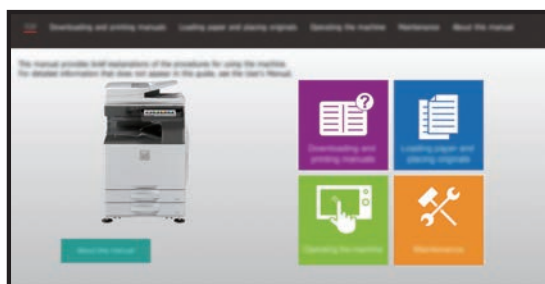 TOP Downloading and printing manuals Loading paper and placing originals Operating the machine Maintenance About this manual
This manual provides brief explanations of the procedures for using the machine.
For detailed information that does not appear in this guide, see the User's Manual.
?
Downloading and
printing manuals
Loading paper and
placing originals
Operating the machine
Maintenance
About this manual